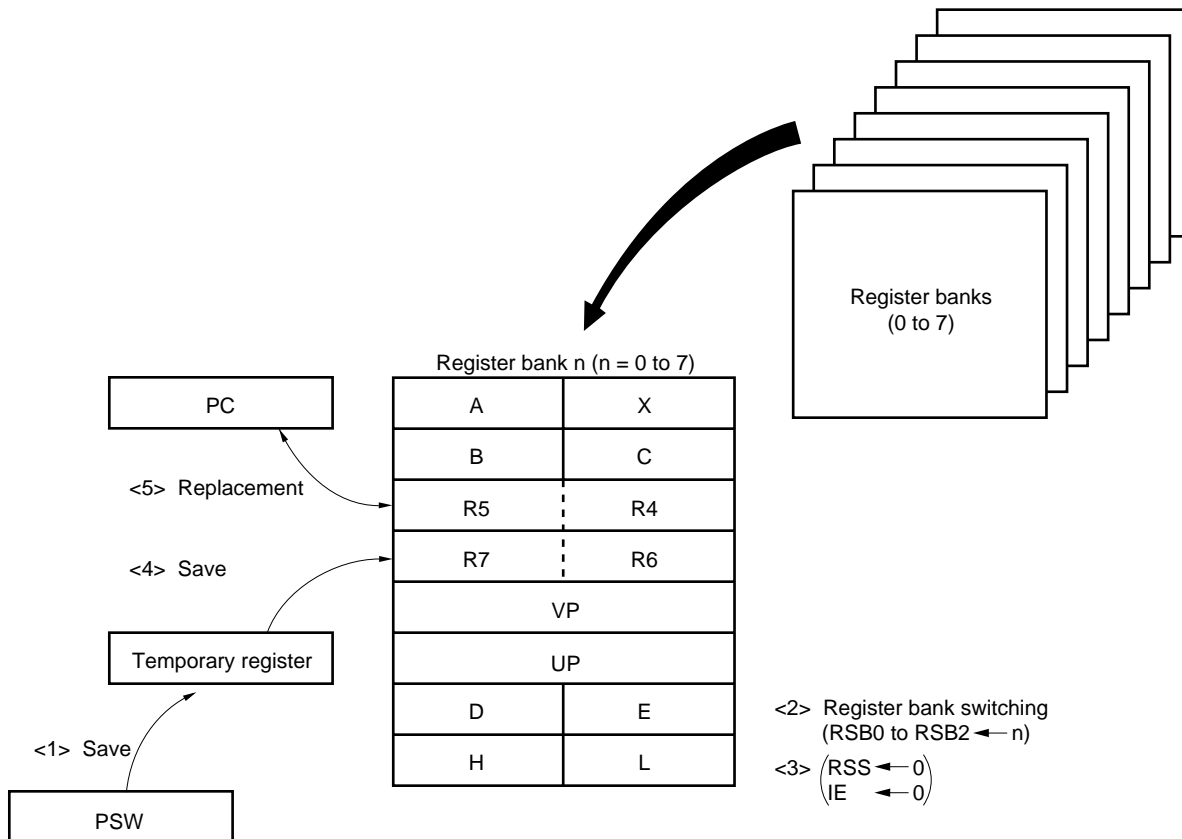 Register banks
(0 to 7)
Register bank n (n = 0 to 7)
PC
A X
B C
<5> Replacement
R5 R4
<4> Save
R7 R6
VP
Temporary register
UP
D E
<2> Register bank switching
(RSB0 to RSB2 ← n)
<1> Save
H L
<3> (RSS ← 0
IE ← 0)
PSW